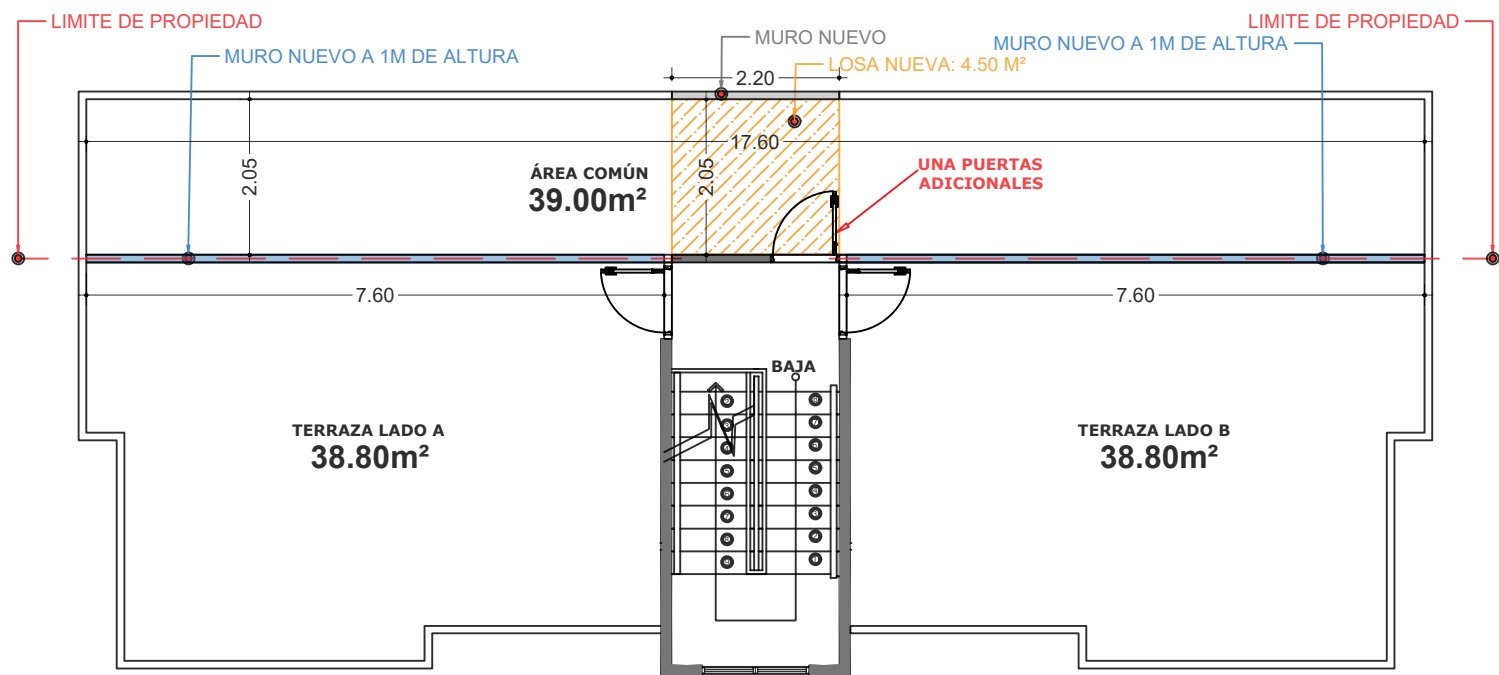 LIMITE DE PROPIEDAD
LIMITE DE PROPIEDAD
MURO NUEVO
MURO NUEVO A 1M DE ALTURA
MURO NUEVO A 1M DE ALTURA
LOSA NUEVA: 4.50 M²
2.20
17.60
2.05
2.05
ÁREA COMÚN
39.00m²
UNA PUERTAS
ADICIONALES
7.60
7.60
BAJA
TERRAZA LADO A
38.80m²
TERRAZA LADO B
38.80m²